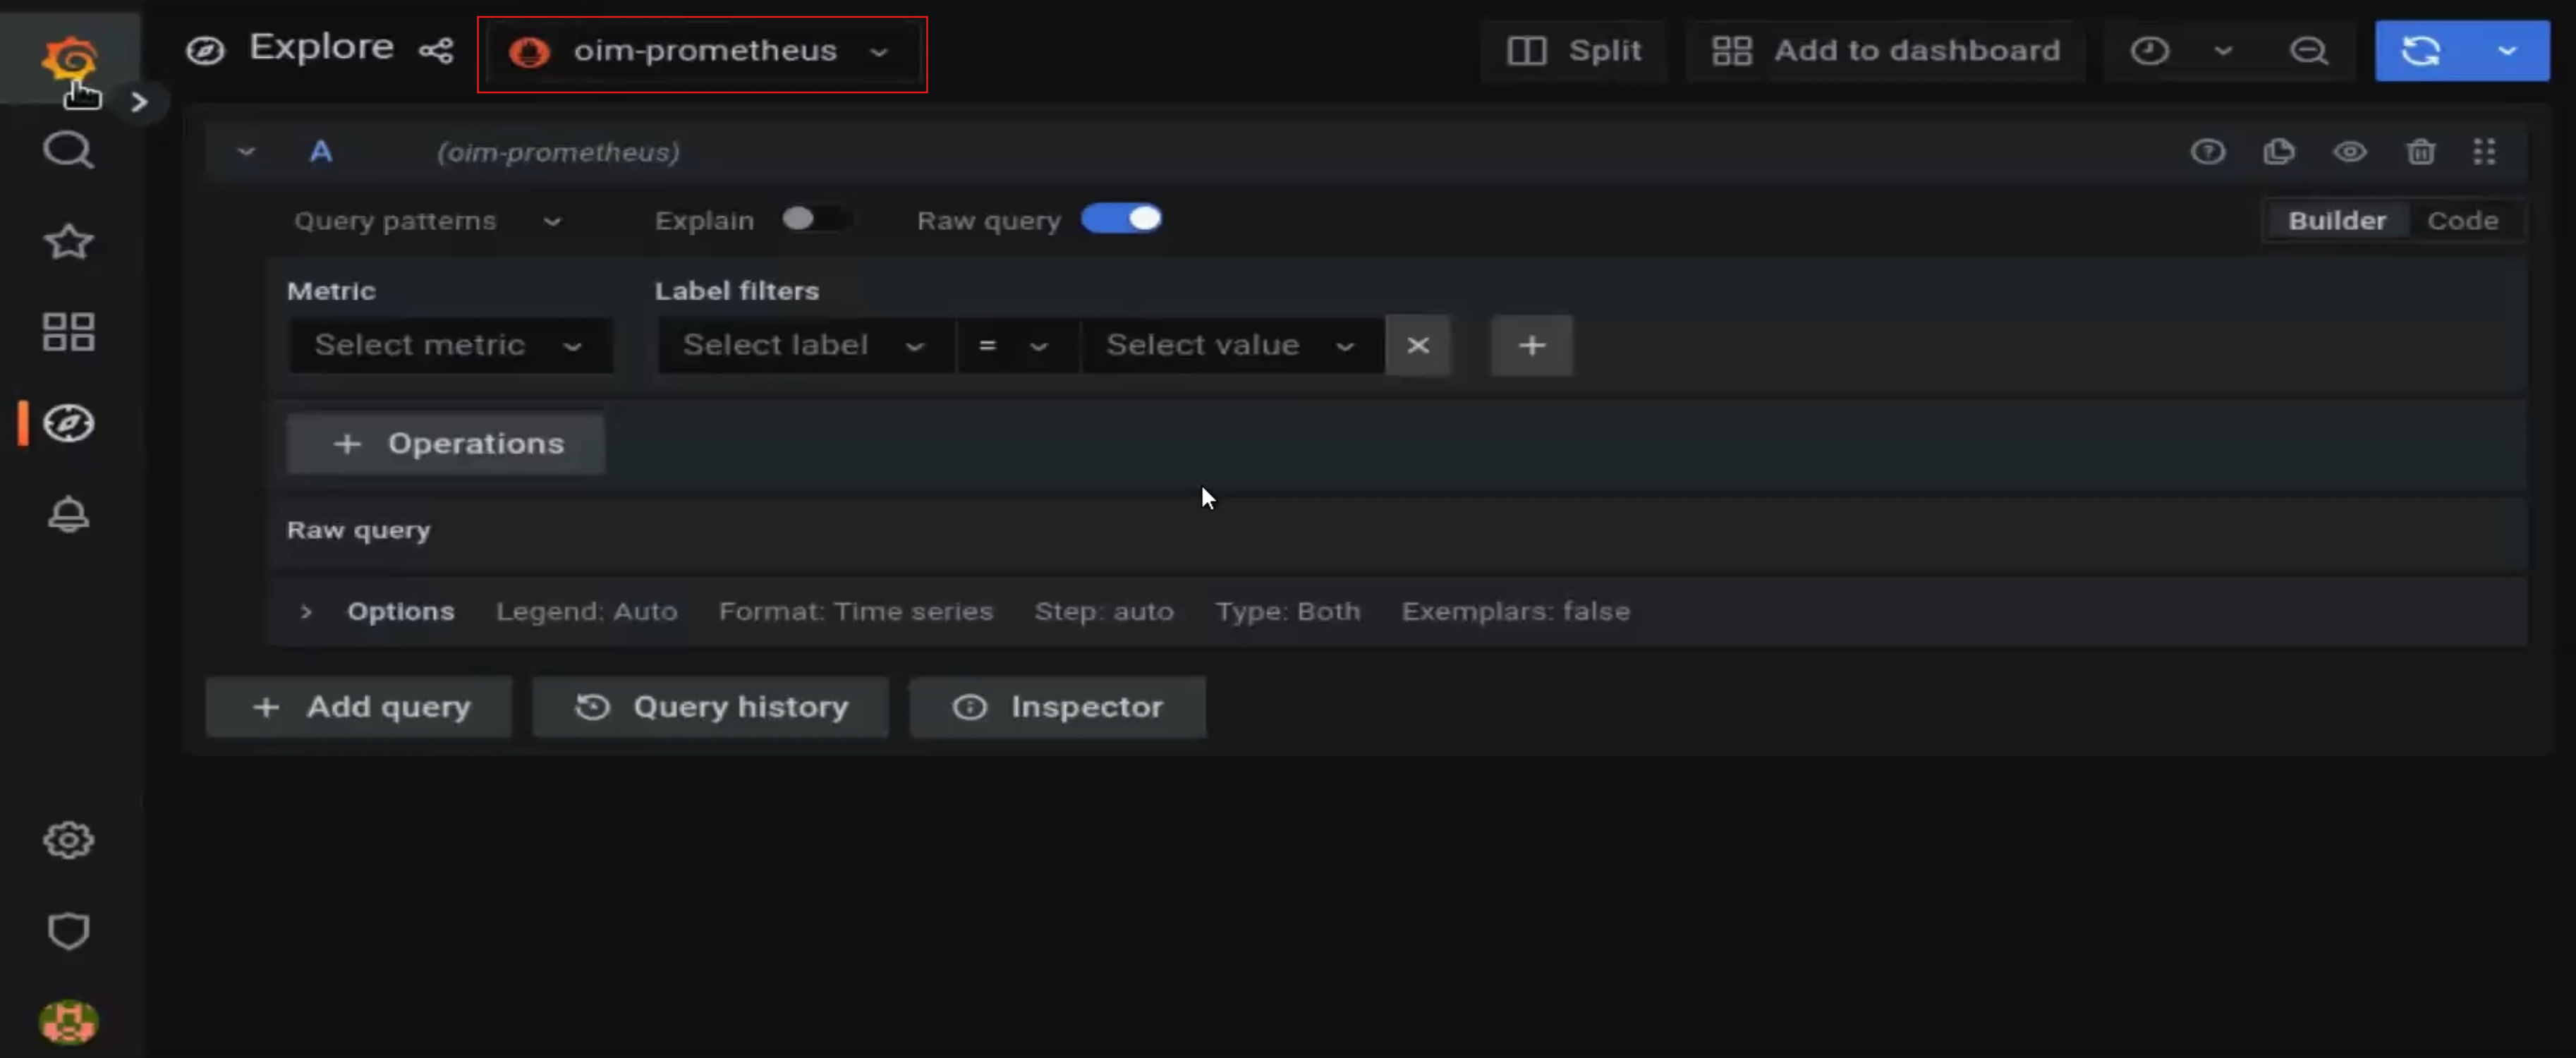 Explore oim-prometheus Split Add to dashboard
A (oim-prometheus)
Query patterns Explain Raw query Builder Code
Metric Label filters
Select metric Select label = Select value
+ Operations
Raw query
Options Legend: Auto Format: Time series Step: auto Type: Both Exemplars: false
+ Add query Query history Inspector